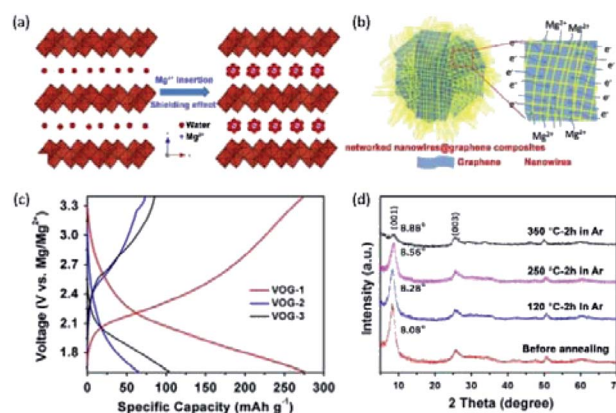 (a)
Mg²⁺ insertion
Shielding effect
Water
Mg²⁺
(b)
Mg²⁺ Mg²⁺
e⁻ e⁻
e⁻ e⁻
e⁻ e⁻
e⁻ e⁻
e⁻ e⁻
Mg²⁺ Mg²⁺
networked nanowires@graphene composites
Graphene Nanowires
(c)
Voltage (V vs. Mg/Mg²⁺)
3.3
3.0
2.7
2.4
2.1
1.8
VOG-1
VOG-2
VOG-3
0 50 100 150 200 250 300
Specific Capacity (mAh g⁻¹)
(d)
Intensity (a.u.)
(001)
(003)
8.88°
350 °C-2h in Ar
8.56°
250 °C-2h in Ar
8.28°
120 °C-2h in Ar
8.08°
Before annealing
10 20 30 40 50 60 70
2 Theta (degree)